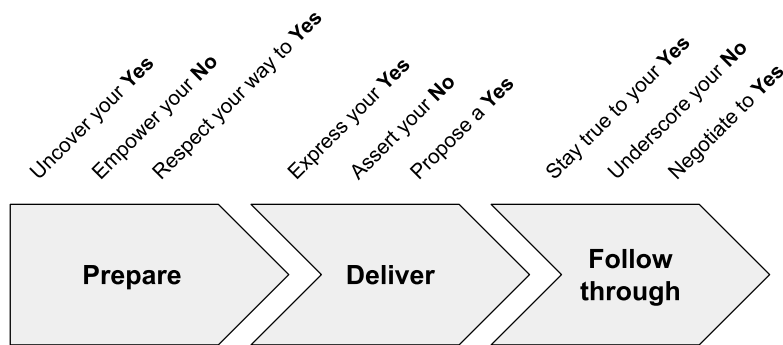 Uncover your Yes
Empower your No
Respect your way to Yes
Express your Yes
Assert your No
Propose a Yes
Stay true to your Yes
Underscore your No
Negotiate to Yes
Prepare
Deliver
Follow
through